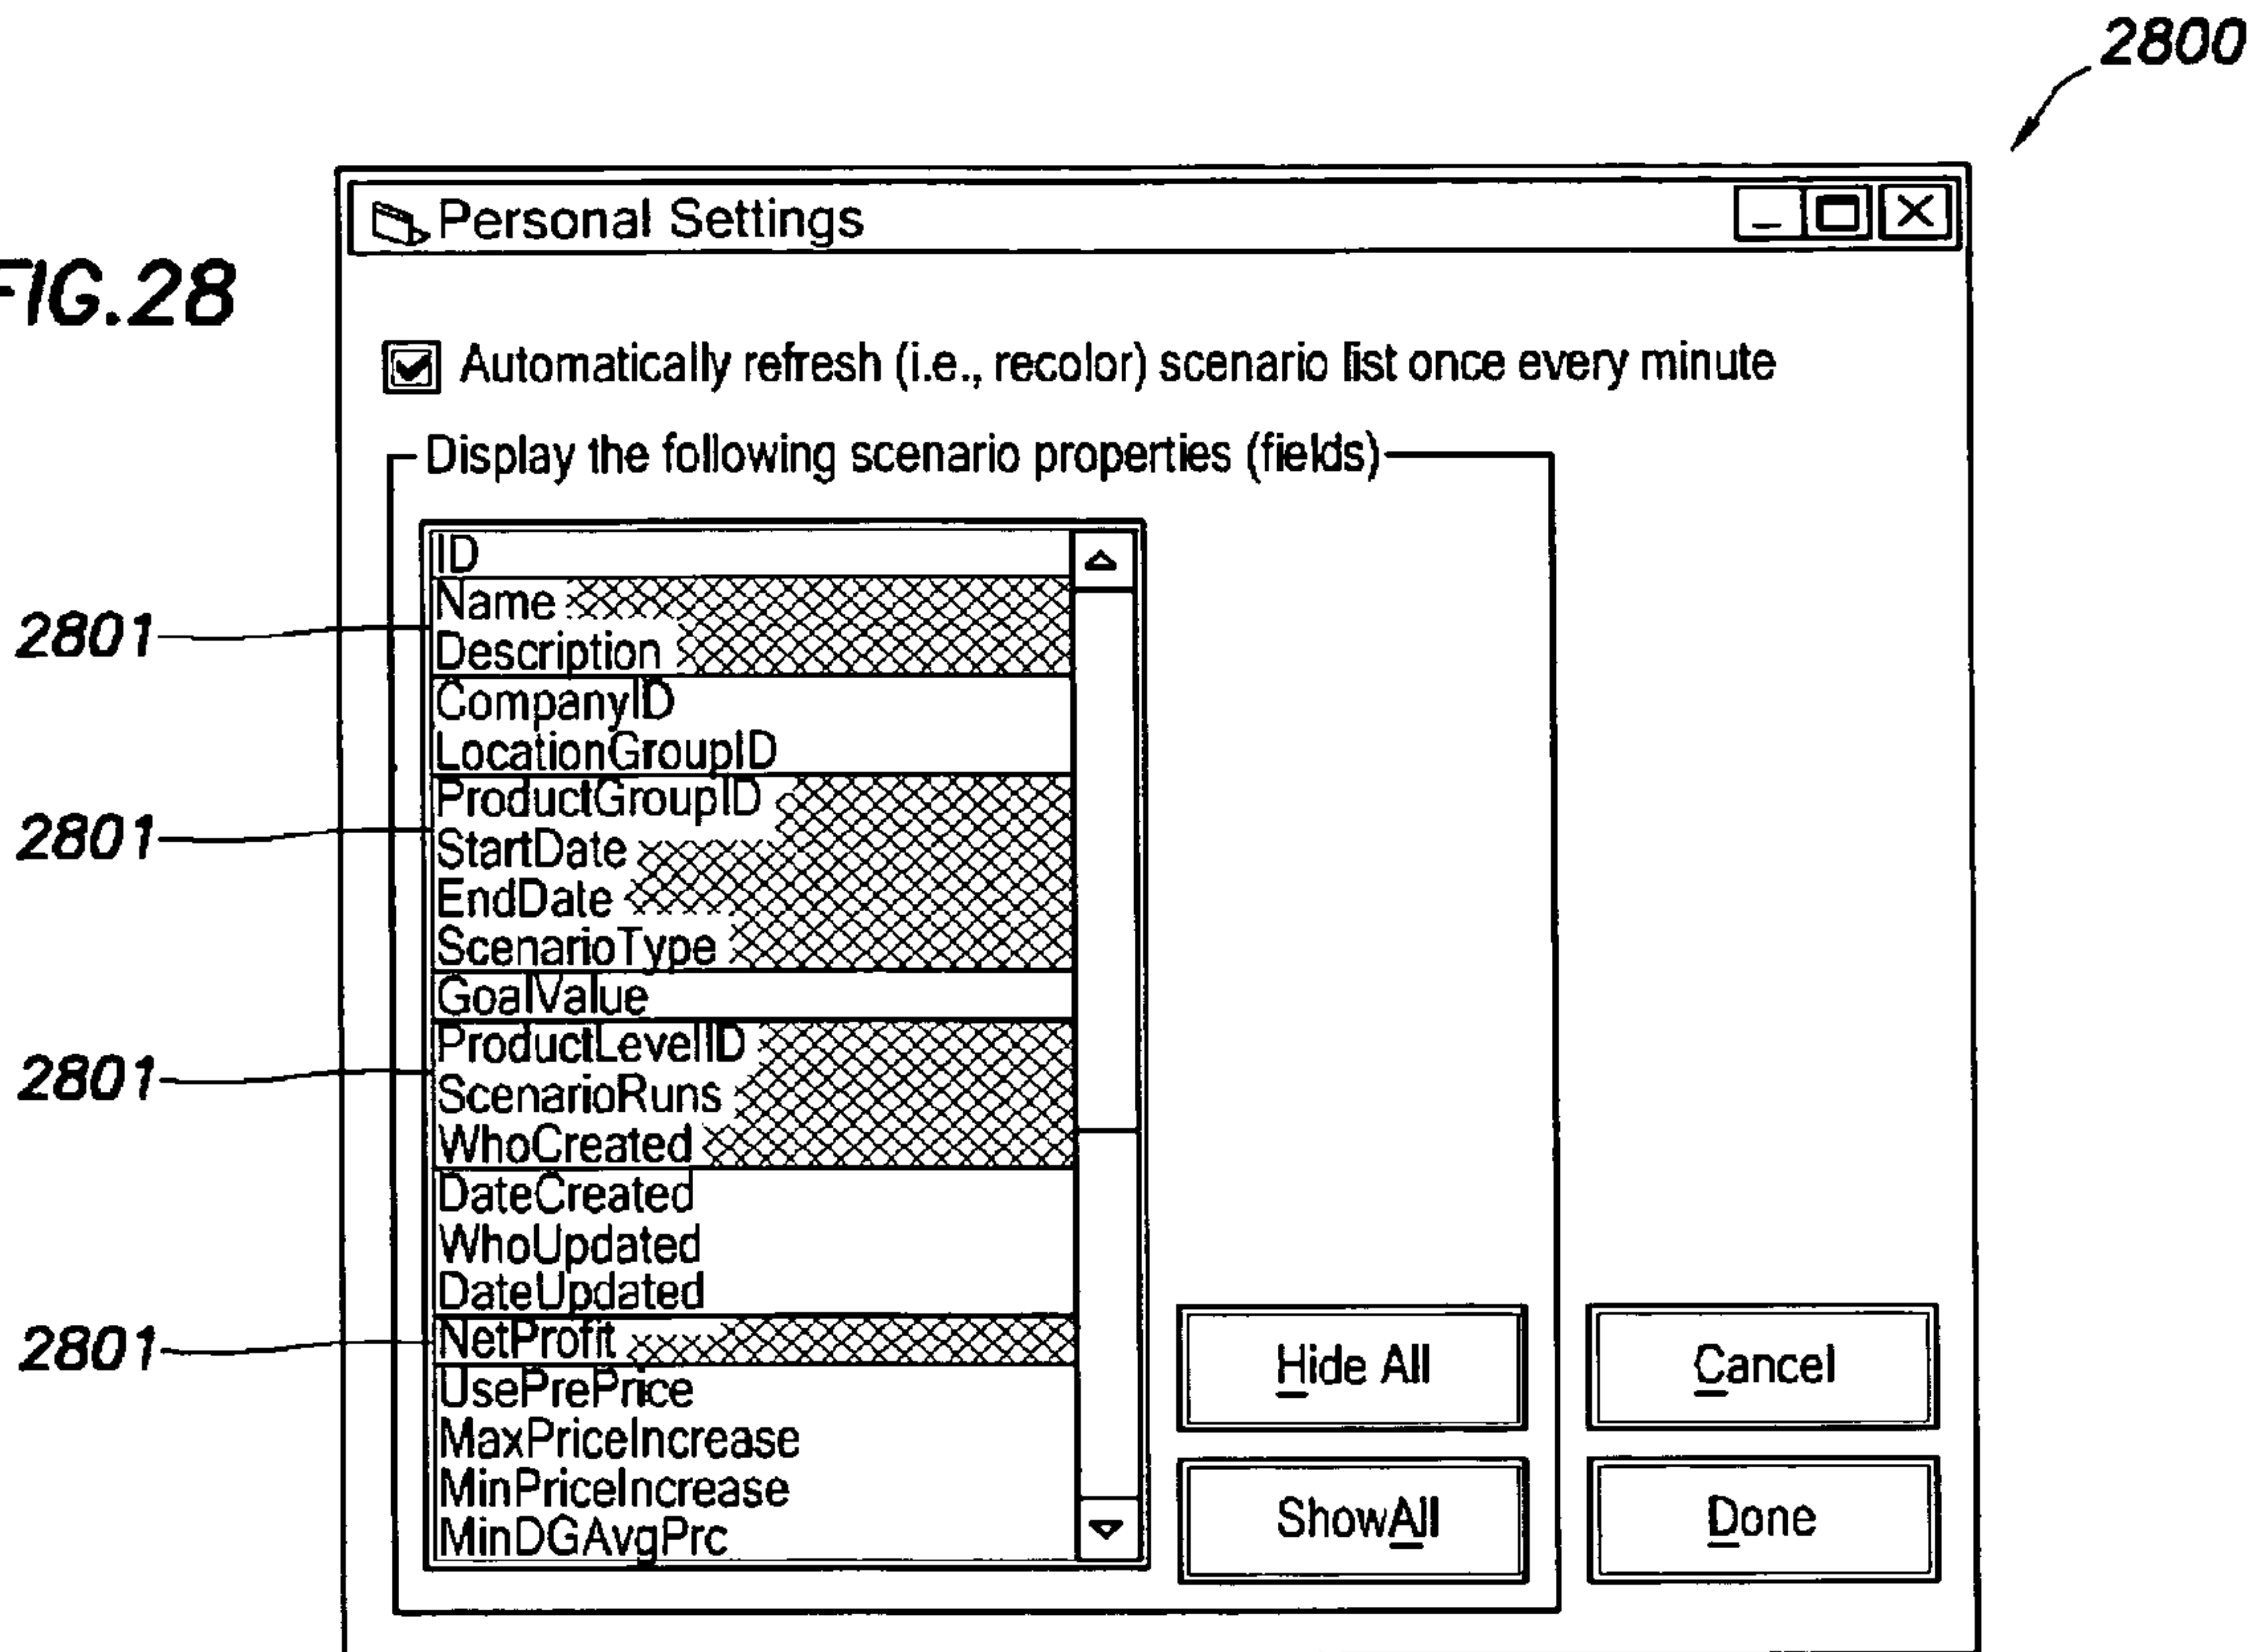 2800
Personal Settings
FIG.28
Automatically refresh (i.e., recolor) scenario list once every minute
Display the following scenario properties (fields)
ID
Name
2801
Description
CompanyID
LocationGroupID
ProductGroupID
2801
StartDate
EndDate
ScenarioType
GoalValue
ProductLevelID
2801
ScenarioRuns
WhoCreated
DateCreated
WhoUpdated
DateUpdated
2801
NetProfit
UsePrePrice
MaxPriceIncrease
MinPriceIncrease
MinDGAvgPrc
Hide All
Cancel
ShowAll
Done